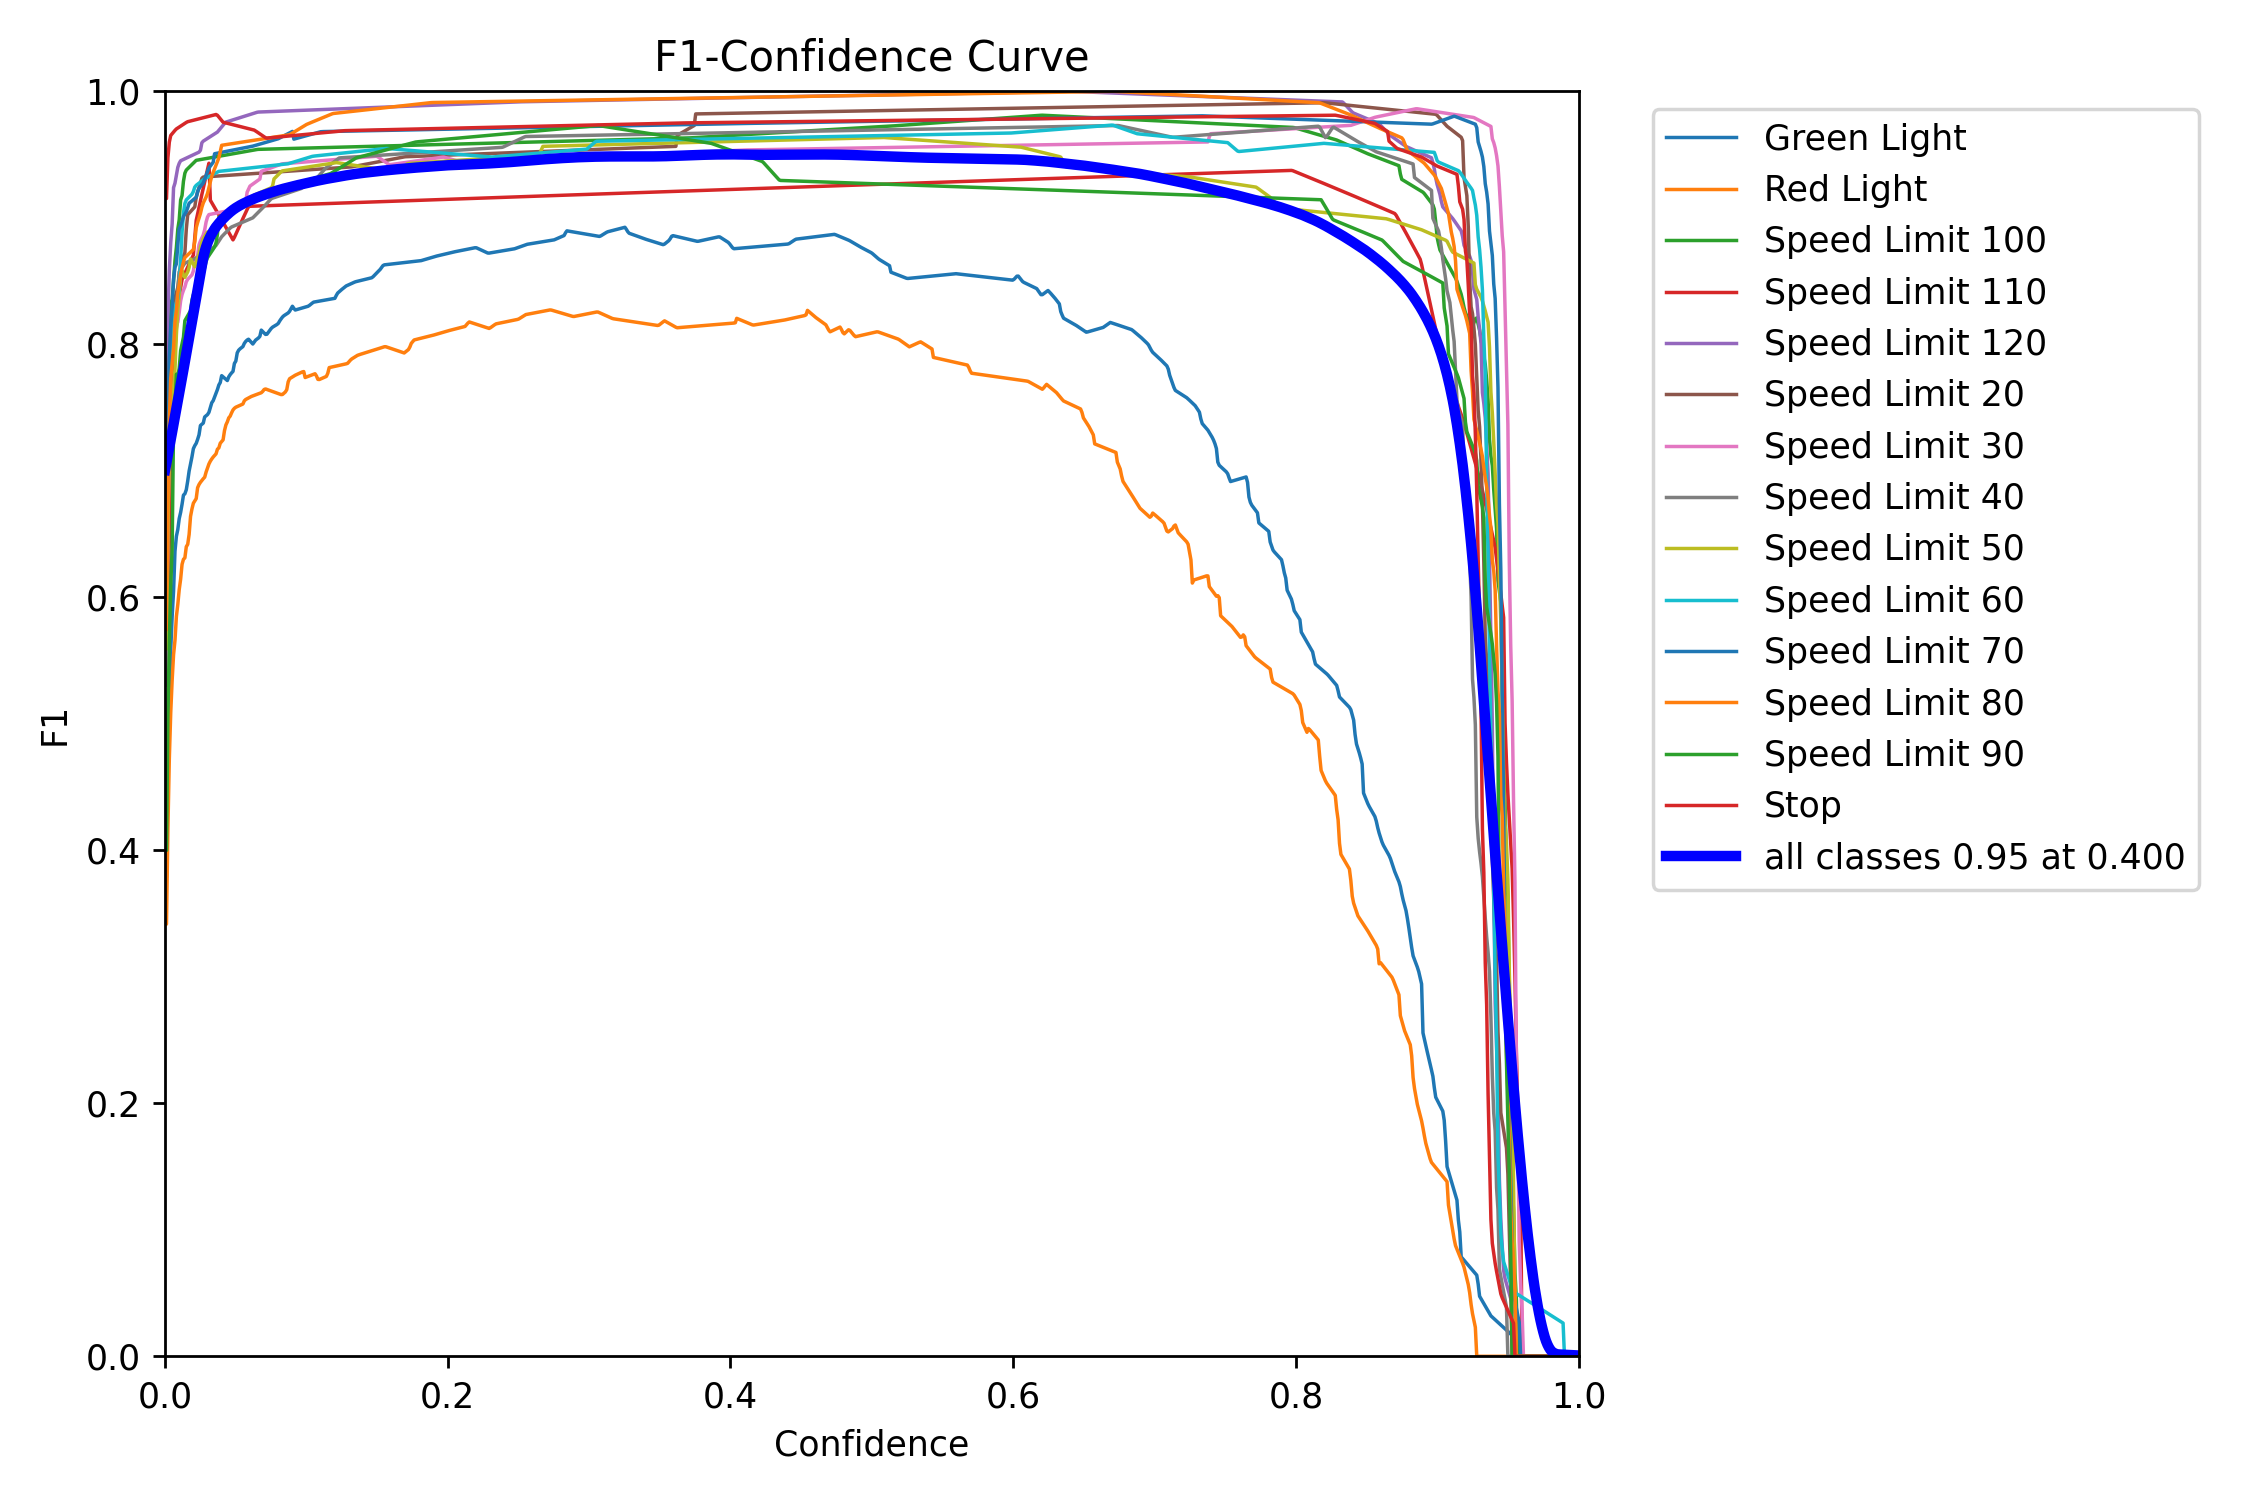 F1-Confidence Curve
1.0
0.8
0.6
0.4
0.2
0.0
F1
0.0 0.2 0.4 0.6 0.8 1.0
Confidence
Green Light
Red Light
Speed Limit 100
Speed Limit 110
Speed Limit 120
Speed Limit 20
Speed Limit 30
Speed Limit 40
Speed Limit 50
Speed Limit 60
Speed Limit 70
Speed Limit 80
Speed Limit 90
Stop
all classes 0.95 at 0.400